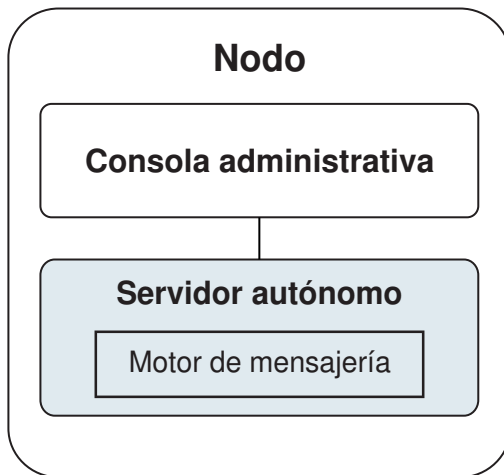 Nodo
Consola administrativa
Servidor autónomo
Motor de mensajería